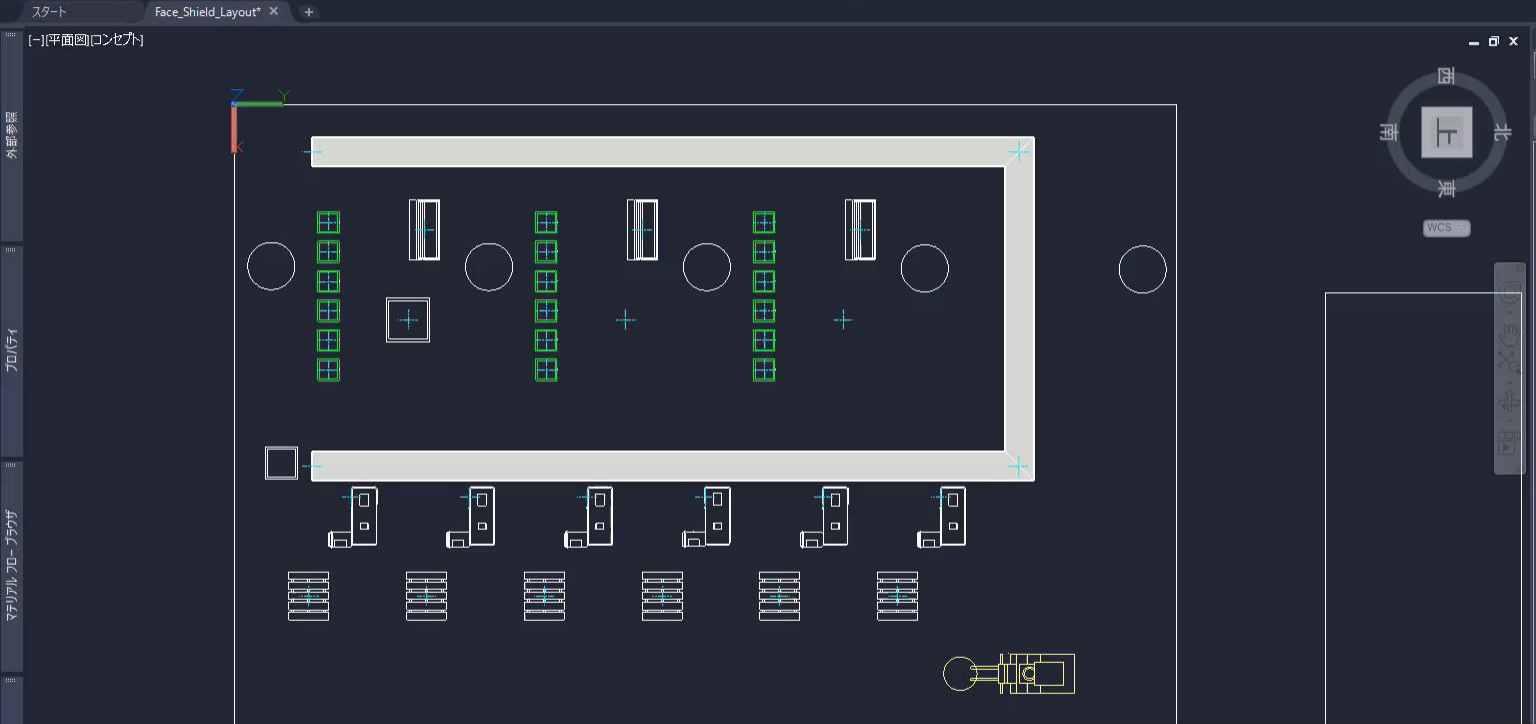 スタート
Face_Shield_Layout*
[−][平面図][コンセプト]
外部参照
プロパティ
マテリアル フロー ブラウザ
Z
Y
X
西
南
上
北
東
WCS